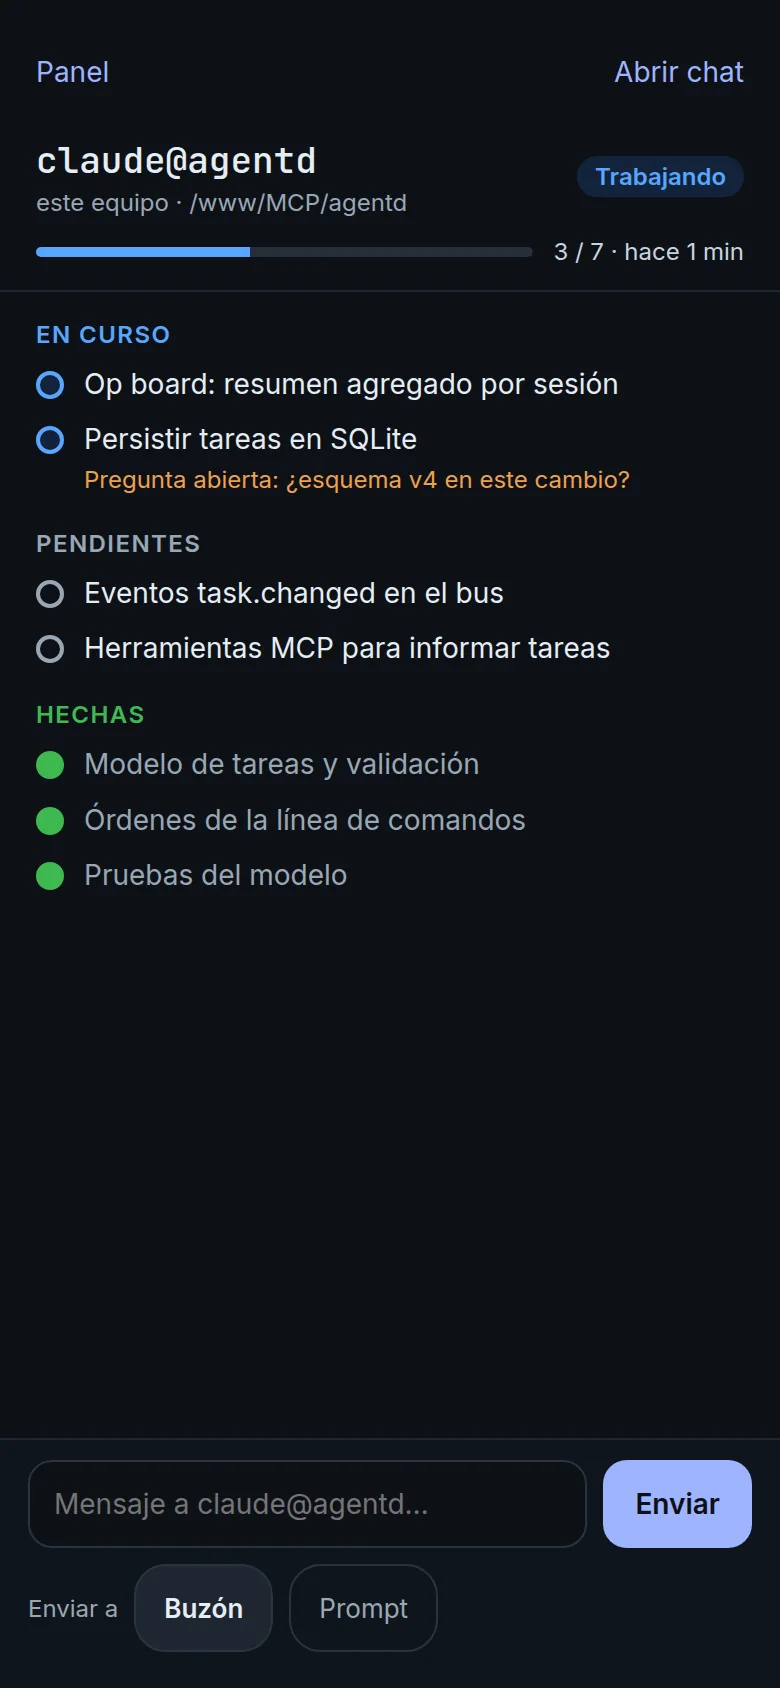 Panel
Abrir chat
claude@agentd
Trabajando
este equipo · /www/MCP/agentd
3 / 7 · hace 1 min
EN CURSO
Op board: resumen agregado por sesión
Persistir tareas en SQLite
Pregunta abierta: ¿esquema v4 en este cambio?
PENDIENTES
Eventos task.changed en el bus
Herramientas MCP para informar tareas
HECHAS
Modelo de tareas y validación
Órdenes de la línea de comandos
Pruebas del modelo
Mensaje a claude@agentd...
Enviar
Enviar a
Buzón
Prompt